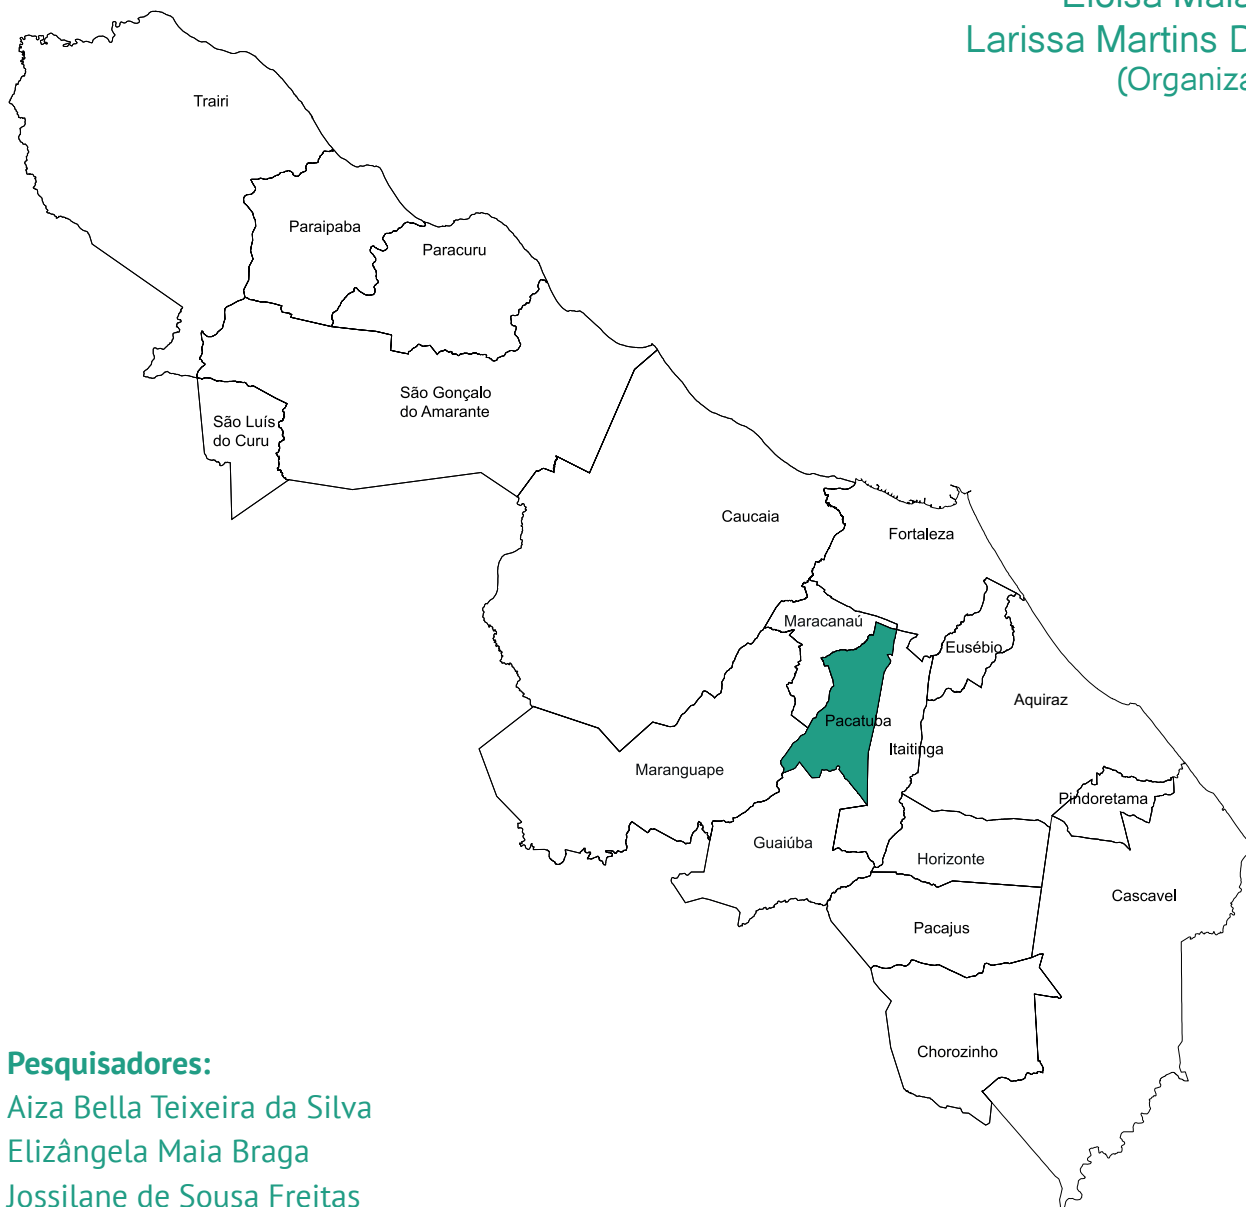 Eloisa Maia
Larissa Martins D
(Organiza
Trairi
Paraipaba
Paracuru
São Gonçalo
do Amarante
São Luís
do Curu
Caucaia
Fortaleza
Maracanaú
Eusébio
Aquiraz
Pacatuba
Itaitinga
Maranguape
Pindoretama
Guaiúba
Horizonte
Cascavel
Pacajus
Chorozinho
Pesquisadores:
Aiza Bella Teixeira da Silva
Elizângela Maia Braga
Jossilane de Sousa Freitas